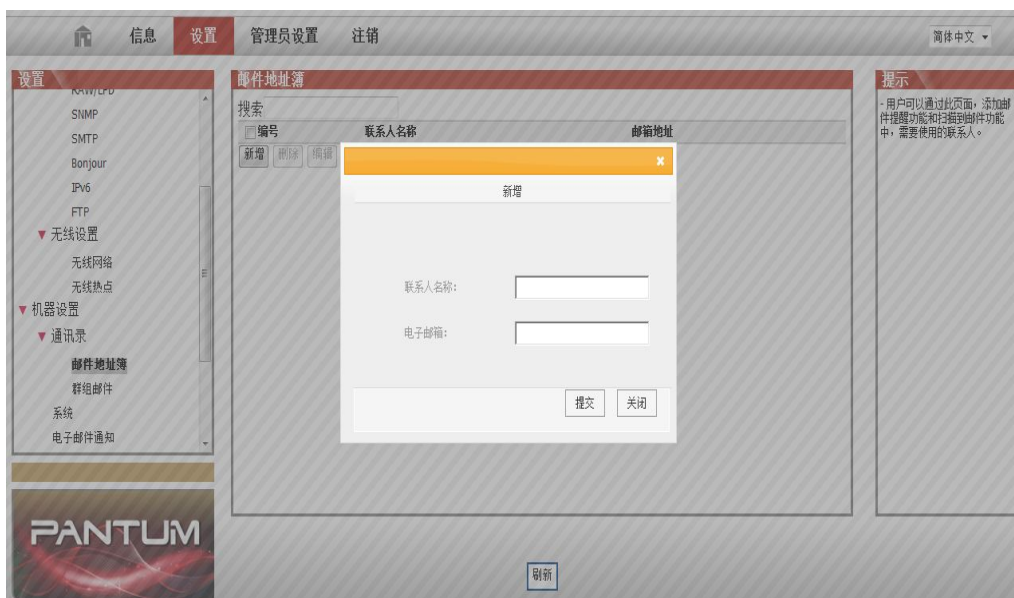 信息 设置 管理员设置 注销 简体中文
设置
RAW/LPD
SNMP
SMTP
Bonjour
IPv6
FTP
无线设置
无线网络
无线热点
机器设置
通讯录
邮件地址簿
群组邮件
系统
电子邮件通知
PANTUM
邮件地址簿
搜索
编号 联系人名称 邮箱地址
新增 删除 编辑
x
新增
联系人名称:
电子邮箱:
提交 关闭
刷新
提示
- 用户可以通过此页面，添加邮
件提醒功能和扫描到邮件功能
中，需要使用的联系人。